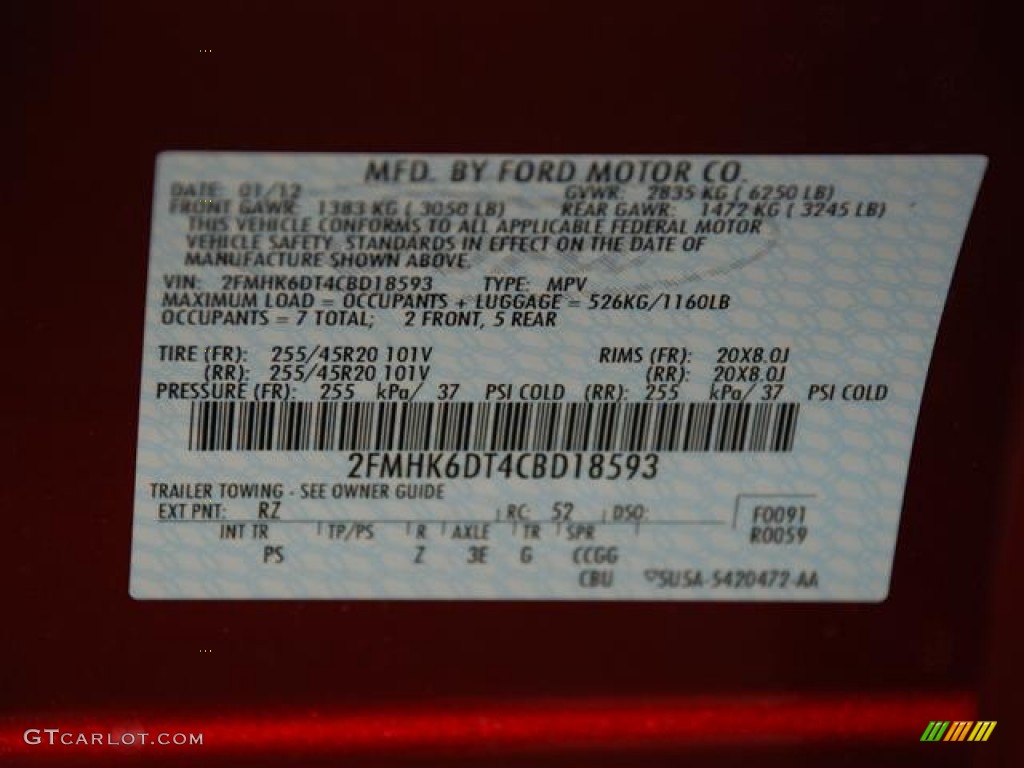 MFD. BY FORD MOTOR CO.
DATE: 01/12 GVWR: 2835 KG ( 6250 LB)
FRONT GAWR: 1383 KG ( 3050 LB) REAR GAWR: 1472 KG ( 3245 LB)
THIS VEHICLE CONFORMS TO ALL APPLICABLE FEDERAL MOTOR
VEHICLE SAFETY STANDARDS IN EFFECT ON THE DATE OF
MANUFACTURE SHOWN ABOVE.
VIN: 2FMHK6DT4CBD18593 TYPE: MPV
MAXIMUM LOAD = OCCUPANTS + LUGGAGE = 526KG/1160LB
OCCUPANTS = 7 TOTAL; 2 FRONT, 5 REAR
TIRE (FR): 255/45R20 101V RIMS (FR): 20X8.0J
(RR): 255/45R20 101V (RR): 20X8.0J
PRESSURE (FR): 255 kPa/ 37 PSI COLD (RR): 255 kPa/ 37 PSI COLD
2FMHK6DT4CBD18593
TRAILER TOWING - SEE OWNER GUIDE
EXT PNT: RZ RC: 52 DSO: F0091
INT TR TP/PS R AXLE TR SPR R0059
PS Z 3E G CCGG
CBU 5U5A-5420472-AA
GTCARLOT.COM